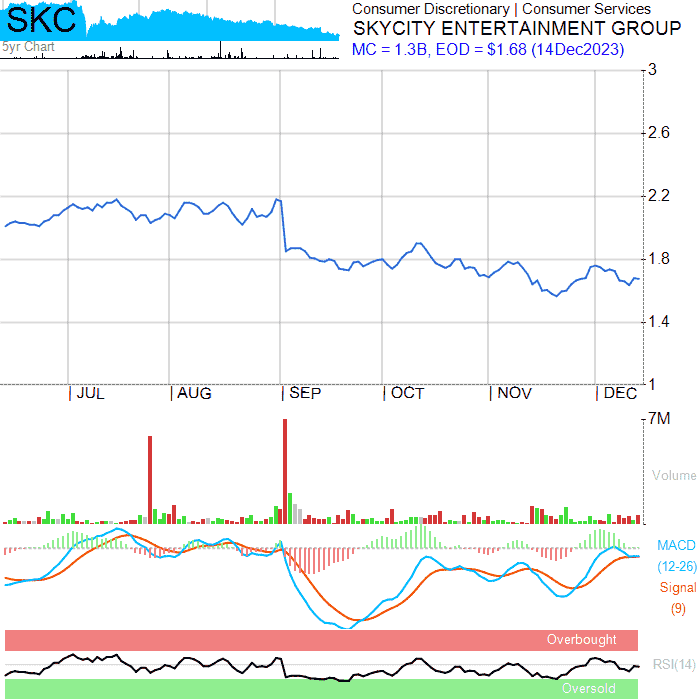 SKC
5yr Chart
Consumer Discretionary | Consumer Services
SKYCITY ENTERTAINMENT GROUP
MC = 1.3B, EOD = $1.68 (14Dec2023)
3
2.6
2.2
1.8
1.4
1
| JUL | AUG | SEP | OCT | NOV | DEC
7M
Volume
MACD
(12-26)
Signal
(9)
Overbought
RSI(14)
Oversold